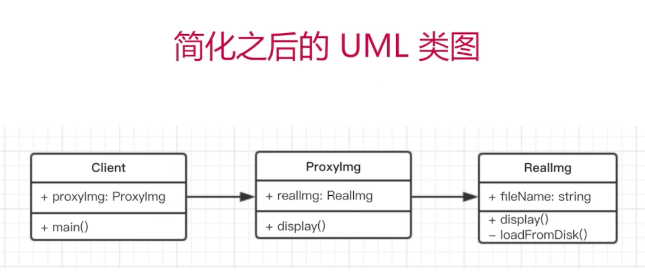 简化之后的 UML 类图
Client
+ proxyImg: ProxyImg
+ main()
ProxyImg
+ realImg: RealImg
+ display()
RealImg
+ fileName: string
+ display()
− loadFromDisk()